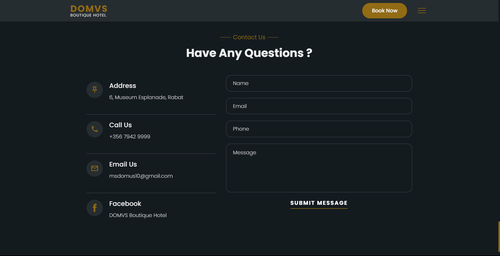 DOMVS
BOUTIQUE HOTEL
Book Now
Contact Us
Have Any Questions ?
Address
6, Museum Esplanade, Rabat
Call Us
+356 7942 9999
Email Us
msdomus10@gmail.com
Facebook
DOMVS Boutique Hotel
Name
Email
Phone
Message
SUBMIT MESSAGE